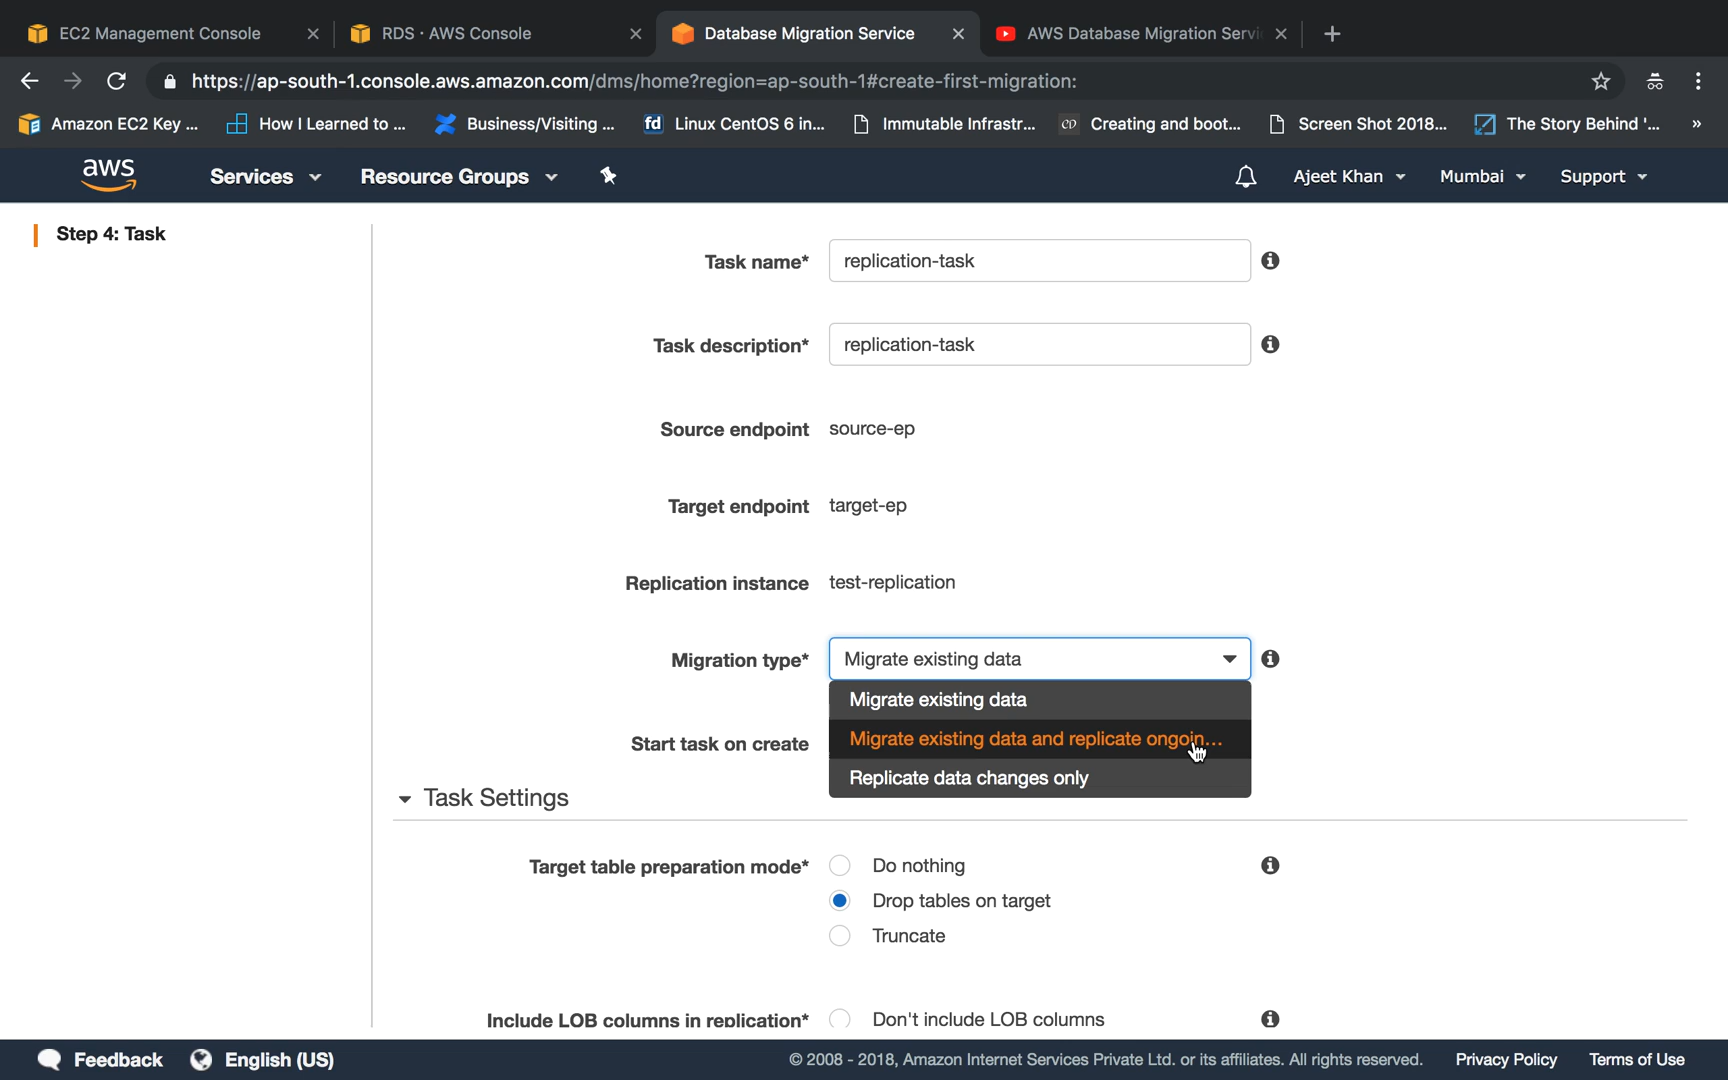 EC2 Management Console
RDS · AWS Console
Database Migration Service
AWS Database Migration Servi
https://ap-south-1.console.aws.amazon.com/dms/home?region=ap-south-1#create-first-migration:
Amazon EC2 Key ...
How I Learned to ...
Business/Visiting ...
fd Linux CentOS 6 in...
Immutable Infrastr...
CD Creating and boot...
Screen Shot 2018...
The Story Behind '...
»
aws
Services
Resource Groups
Ajeet Khan
Mumbai
Support
Step 4: Task
Task name* replication-task
Task description* replication-task
Source endpoint source-ep
Target endpoint target-ep
Replication instance test-replication
Migration type* Migrate existing data
Migrate existing data
Migrate existing data and replicate ongoin...
Replicate data changes only
Start task on create
Task Settings
Target table preparation mode* Do nothing
Drop tables on target
Truncate
Include LOB columns in replication* Don't include LOB columns
Feedback
English (US)
© 2008 - 2018, Amazon Internet Services Private Ltd. or its affiliates. All rights reserved.
Privacy Policy
Terms of Use